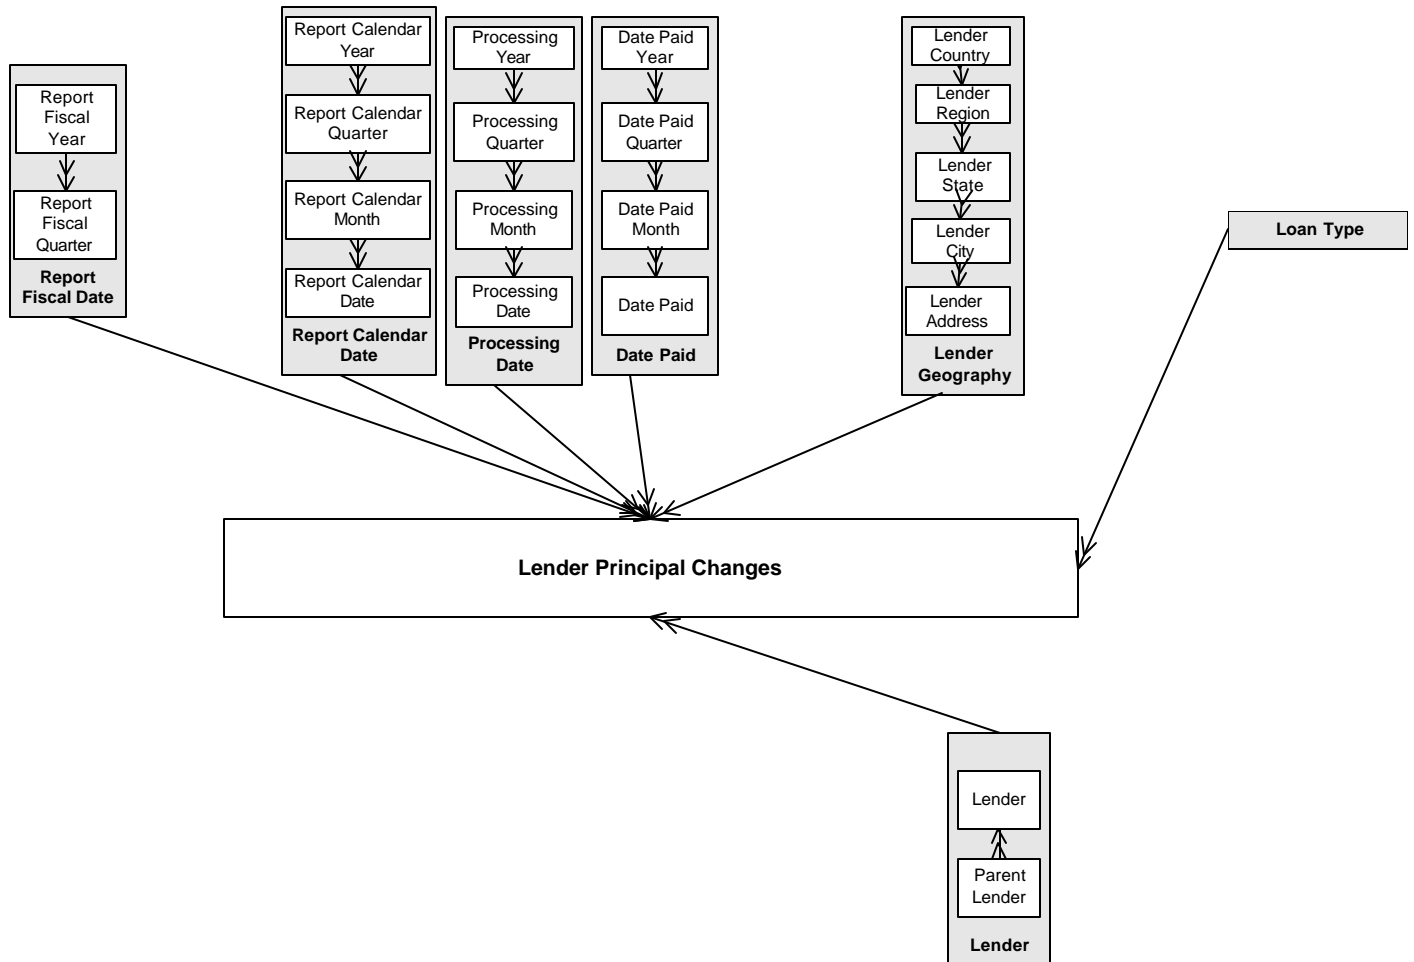 Report
Fiscal
Year
Report
Fiscal
Quarter
Report
Fiscal Date
Report Calendar
Year
Report Calendar
Quarter
Report Calendar
Month
Report Calendar
Date
Report Calendar
Date
Processing
Year
Processing
Quarter
Processing
Month
Processing
Date
Processing
Date
Date Paid
Year
Date Paid
Quarter
Date Paid
Month
Date Paid
Date Paid
Lender
Country
Lender
Region
Lender
State
Lender
City
Lender
Address
Lender
Geography
Loan Type
Lender Principal Changes
Lender
Parent
Lender
Lender